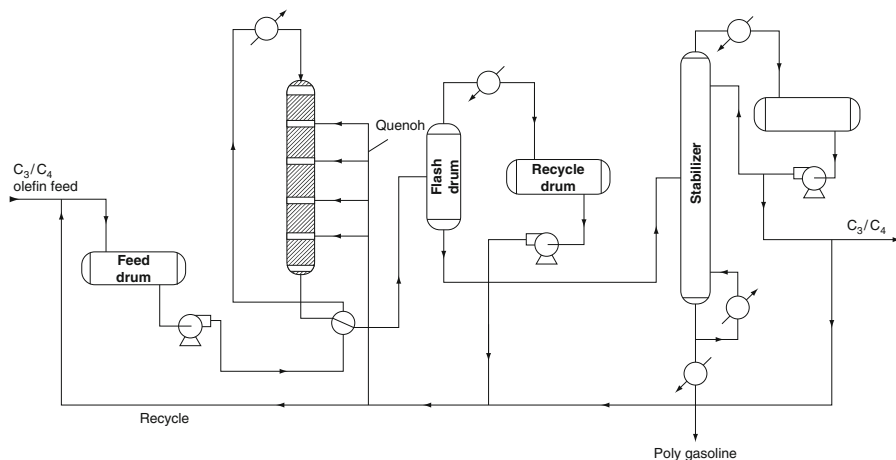 C3/C4
olefin feed
Feed
drum
Quenoh
Flash
drum
Recycle
drum
Stabilizer
C3/C4
Recycle
Poly gasoline